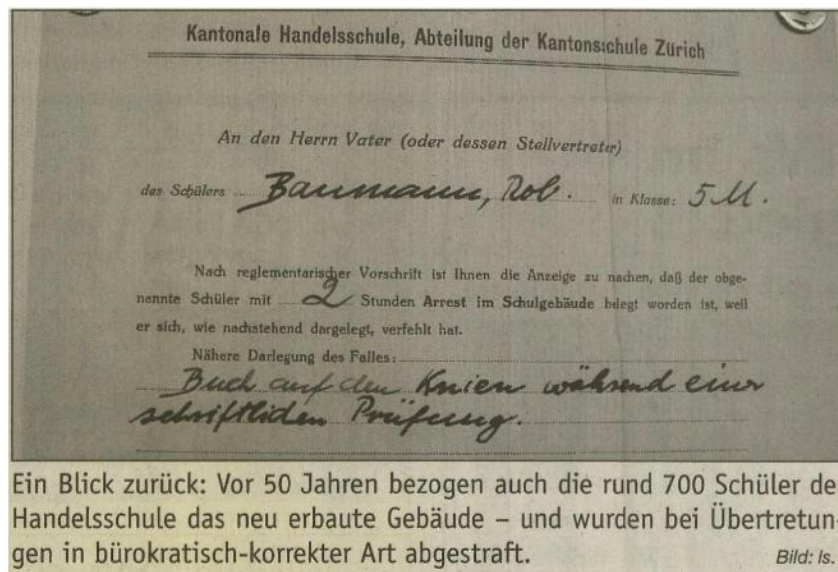 Kantonale Handelsschule, Abteilung der Kantonsschule Zürich
An den Herrn Vater (oder dessen Stellvertreter)
des Schülers Baumann, Rob. in Klasse: 5 M.
Nach reglementarischer Vorschrift ist Ihnen die Anzeige zu machen, daß der obge-
nannte Schüler mit 2 Stunden Arrest im Schulgebäude belegt worden ist, weil
er sich, wie nachstehend dargelegt, verfehlt hat.
Nähere Darlegung des Falles:
Buch auf den Knien während einer
schriftlichen Prüfung.
Ein Blick zurück: Vor 50 Jahren bezogen auch die rund 700 Schüler de
Handelsschule das neu erbaute Gebäude – und wurden bei Übertretun-
gen in bürokratisch-korrekter Art abgestraft.
Bild: ls.